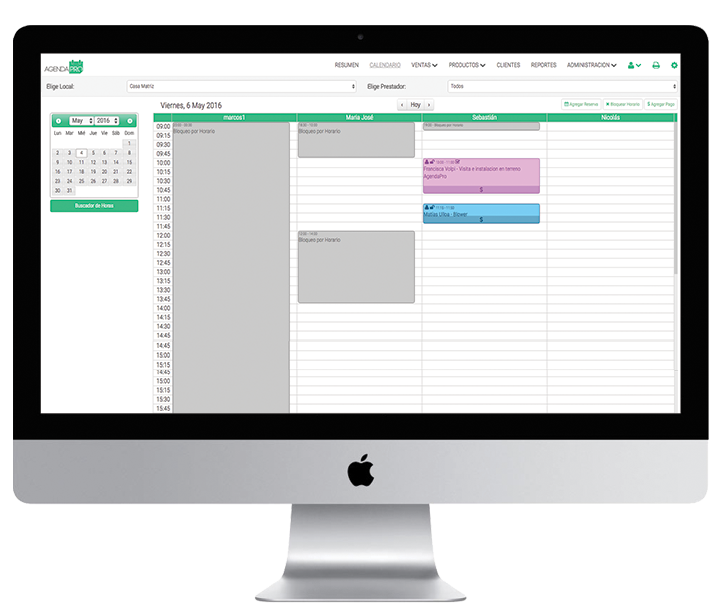 AGENDA PRO
RESUMEN CALENDARIO VENTAS PRODUCTOS CLIENTES REPORTES ADMINISTRACION
Elige Local: Casa Matriz Elige Prestador: Todos
Viernes, 6 May 2016 ‹ Hoy › Agregar Reserva Bloquear Horario $ Agregar Pago
May 2016
Lun Mar Mié Jue Vie Sáb Dom
1
2 3 4 5 6 7 8
9 10 11 12 13 14 15
16 17 18 19 20 21 22
23 24 25 26 27 28 29
30 31
Buscador de Horas
marcos1 Maria José Sebastián Nicolás
09:00
Bloqueo por Horario Bloqueo por Horario Bloqueo por Horario
09:15
09:30
09:45
10:00
10:15
Francisca Volpi - Visita e instalacion en terreno
AgendaPro
10:30
10:45
$
11:00
11:15
Matías Ulloa - Blower
$
11:30
11:45
12:00
Bloqueo por Horario
12:15
12:30
12:45
13:00
13:15
13:30
13:45
14:00
14:15
14:30
14:45
14:45
15:00
15:15
14:45
15:00
15:15
15:30
15:45